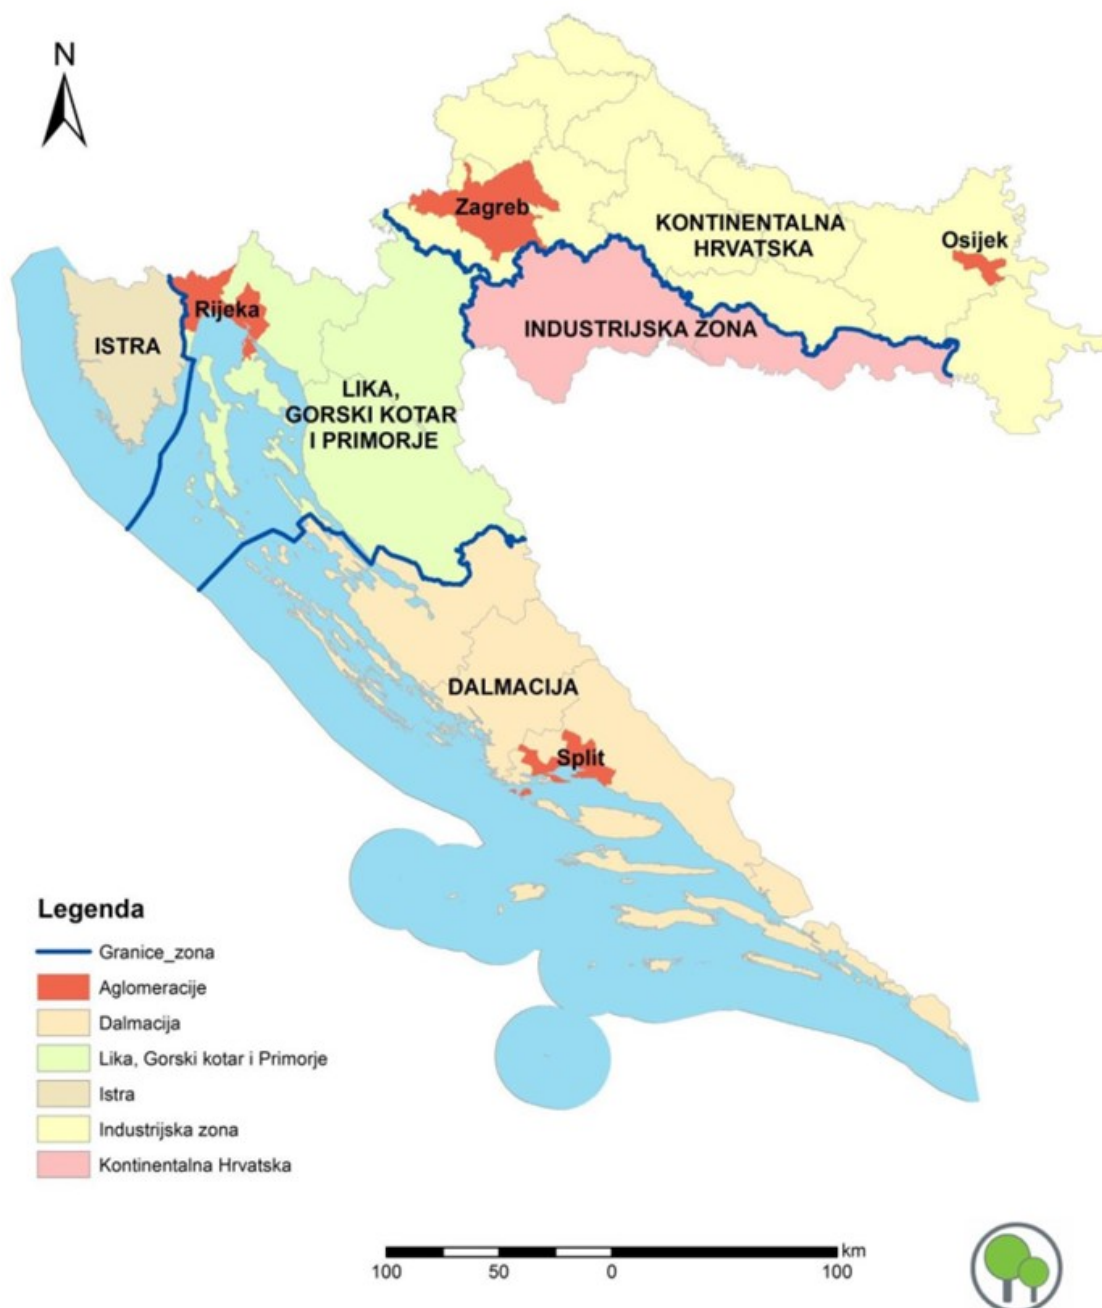 N
Zagreb
KONTINENTALNA
HRVATSKA
Osijek
Rijeka
ISTRA
INDUSTRIJSKA ZONA
LIKA,
GORSKI KOTAR
I PRIMORJE
DALMACIJA
Split
Legenda
Granice_zona
Aglomeracije
Dalmacija
Lika, Gorski kotar i Primorje
Istra
Industrijska zona
Kontinentalna Hrvatska
km
100 50 0 100